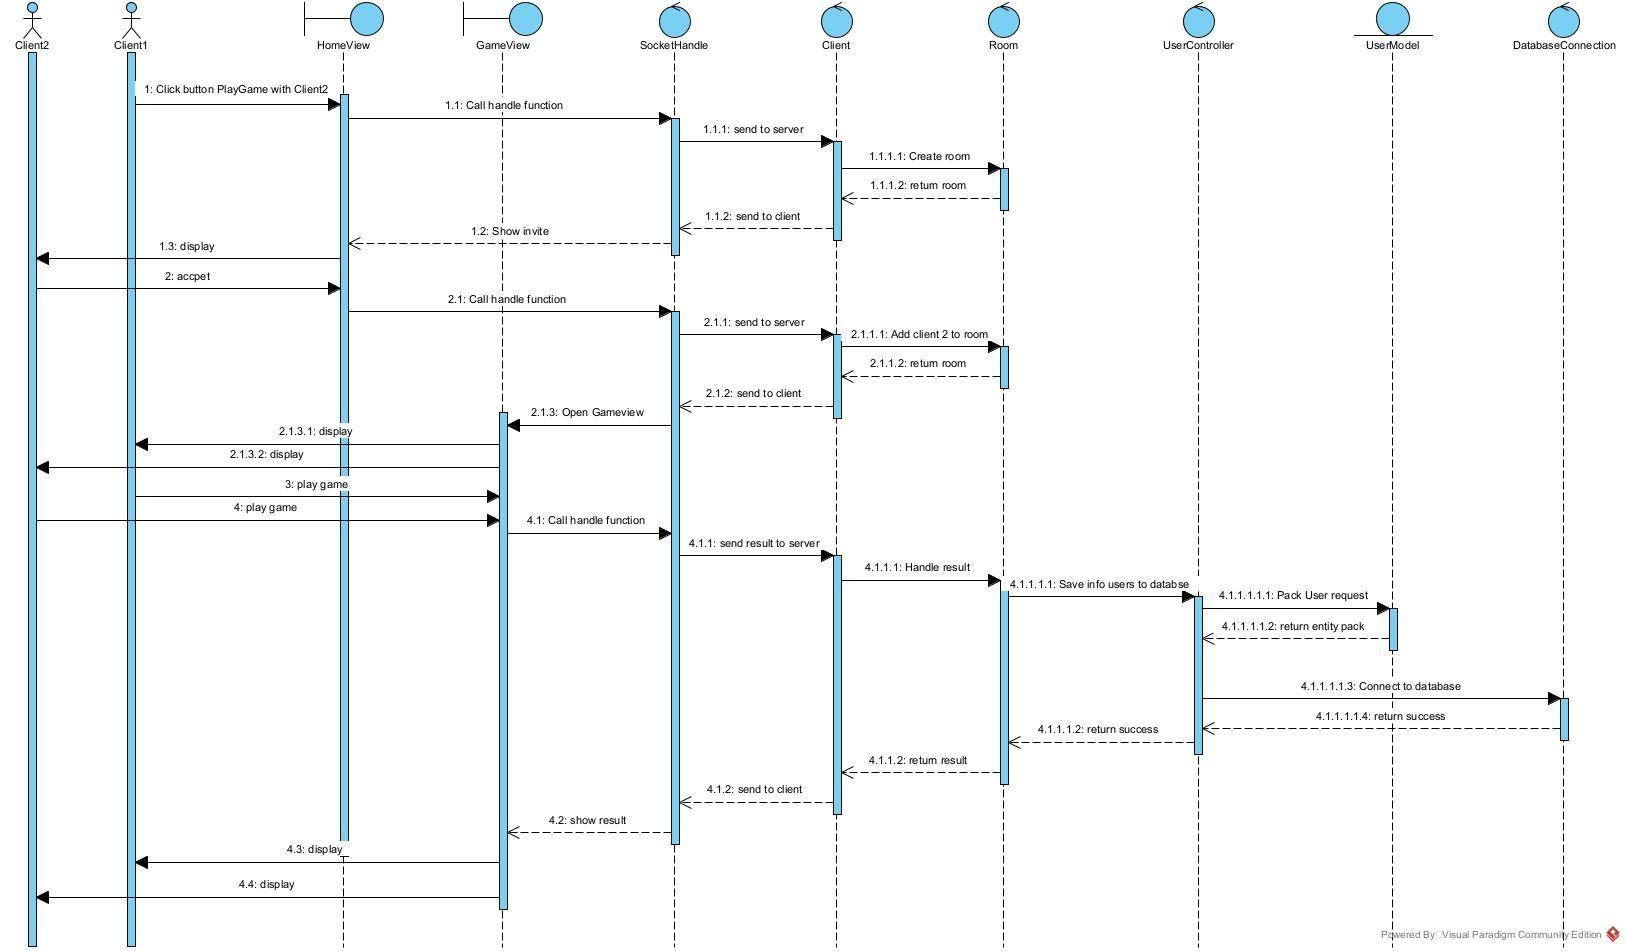 Client2
Client1
HomeView
GameView
SocketHandle
Client
Room
UserController
UserModel
DatabaseConnection
1: Click button PlayGame with Client2
1.1: Call handle function
1.1.1: send to server
1.1.1.1: Create room
1.1.1.2: return room
1.1.2: send to client
1.2: Show invite
1.3: display
2: accpet
2.1: Call handle function
2.1.1: send to server
2.1.1.1: Add client 2 to room
2.1.1.2: return room
2.1.2: send to client
2.1.3: Open Gameview
2.1.3.1: display
2.1.3.2: display
3: play game
4: play game
4.1: Call handle function
4.1.1: send result to server
4.1.1.1: Handle result
4.1.1.1.1: Save info users to databse
4.1.1.1.1.1: Pack User request
4.1.1.1.1.2: return entity pack
4.1.1.1.1.3: Connect to database
4.1.1.1.1.4: return success
4.1.1.1.2: return success
4.1.1.2: return result
4.1.2: send to client
4.2: show result
4.3: display
4.4: display
Powered By Visual Paradigm Community Edition